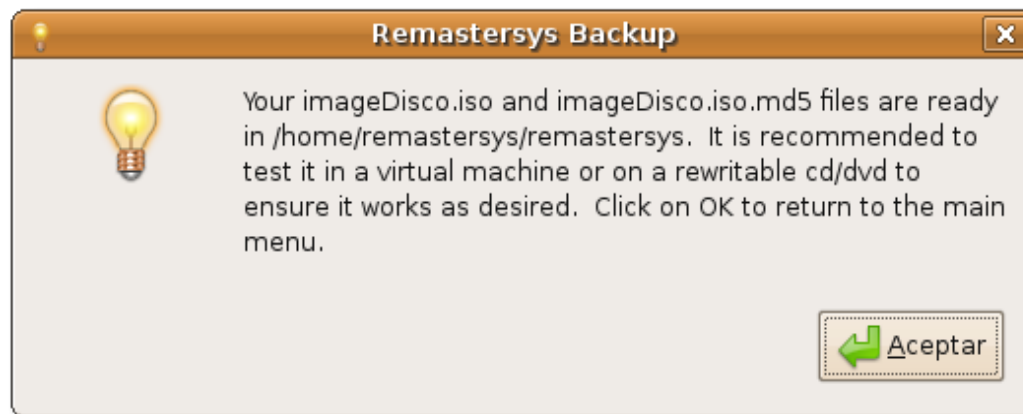 Remastersys Backup
Your imageDisco.iso and imageDisco.iso.md5 files are ready
in /home/remastersys/remastersys.  It is recommended to
test it in a virtual machine or on a rewritable cd/dvd to
ensure it works as desired.  Click on OK to return to the main
menu.
Aceptar